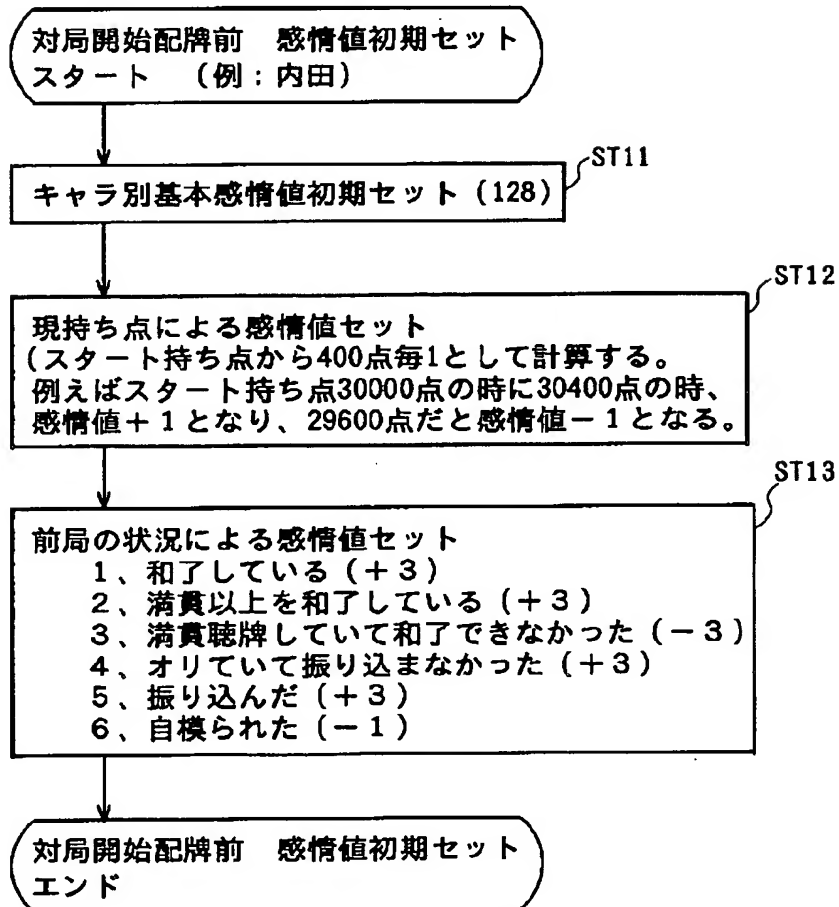 対局開始配牌前　感情値初期セット
スタート　（例：内田）
ST11
キャラ別基本感情値初期セット（128）
ST12
現持ち点による感情値セット
（スタート持ち点から400点毎1として計算する。
例えばスタート持ち点30000点の時に30400点の時、
感情値＋１となり、29600点だと感情値－１となる。
ST13
前局の状況による感情値セット
１、和了している（＋３）
２、満貫以上を和了している（＋３）
３、満貫聴牌していて和了できなかった（－３）
４、オリていて振り込まなかった（＋３）
５、振り込んだ（＋３）
６、自模られた（－１）
対局開始配牌前　感情値初期セット
エンド